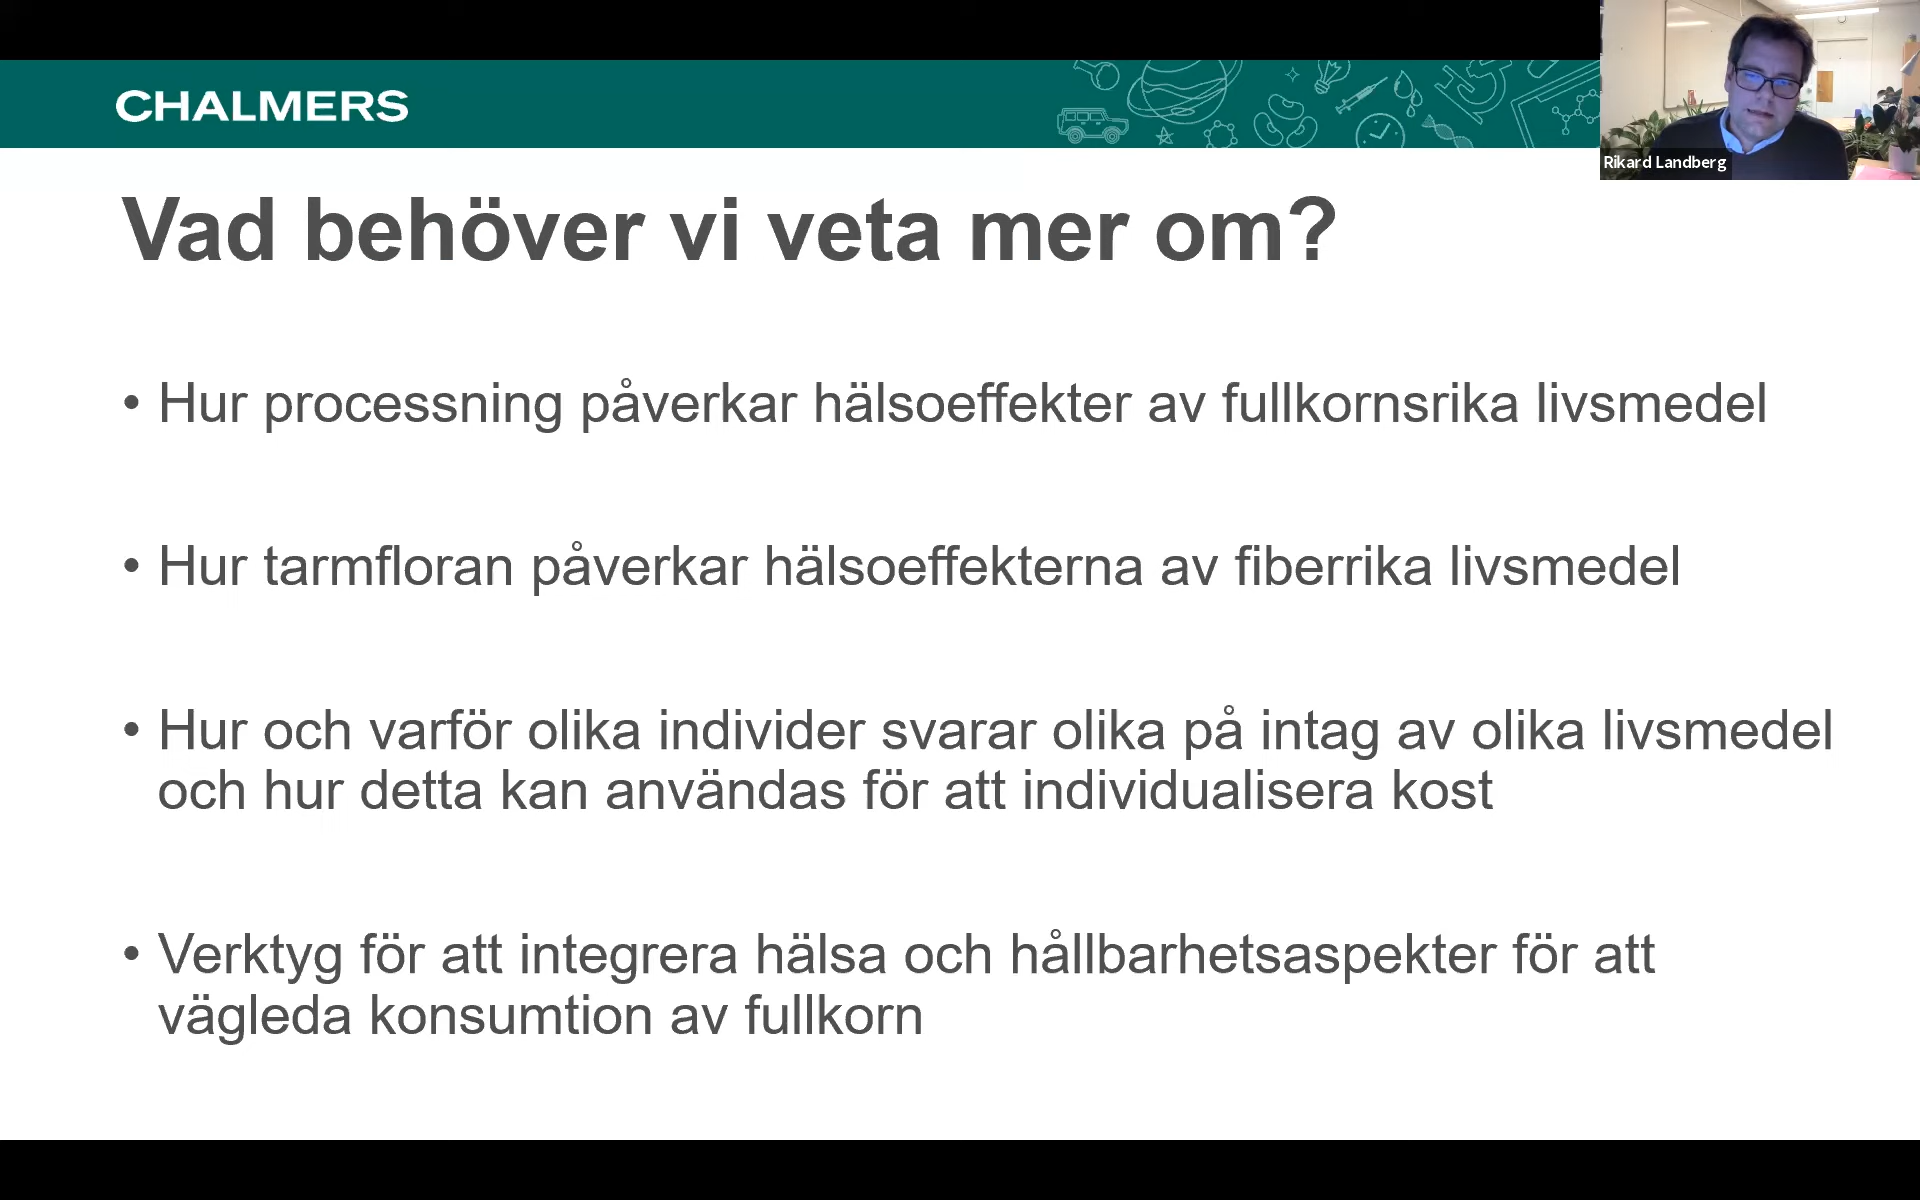 CHALMERS
Rikard Landberg
Vad behöver vi veta mer om?
• Hur processning påverkar hälsoeffekter av fullkornsrika livsmedel
• Hur tarmfloran påverkar hälsoeffekterna av fiberrika livsmedel
• Hur och varför olika individer svarar olika på intag av olika livsmedel
och hur detta kan användas för att individualisera kost
• Verktyg för att integrera hälsa och hållbarhetsaspekter för att
vägleda konsumtion av fullkorn